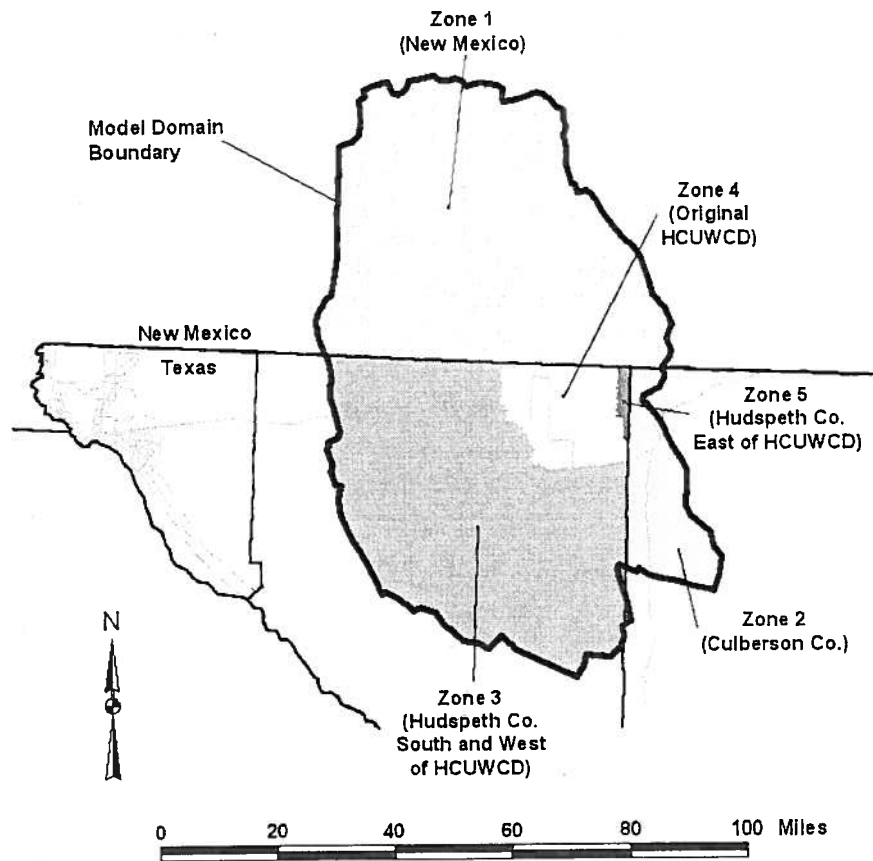 Zone 1
(New Mexico)
Model Domain
Boundary
Zone 4
(Original
HCUWCD)
New Mexico
Texas
Zone 5
(Hudspeth Co.
East of HCUWCD)
Zone 2
(Culberson Co.)
N
Zone 3
(Hudspeth Co.
South and West
of HCUWCD)
0 20 40 60 80 100 Miles